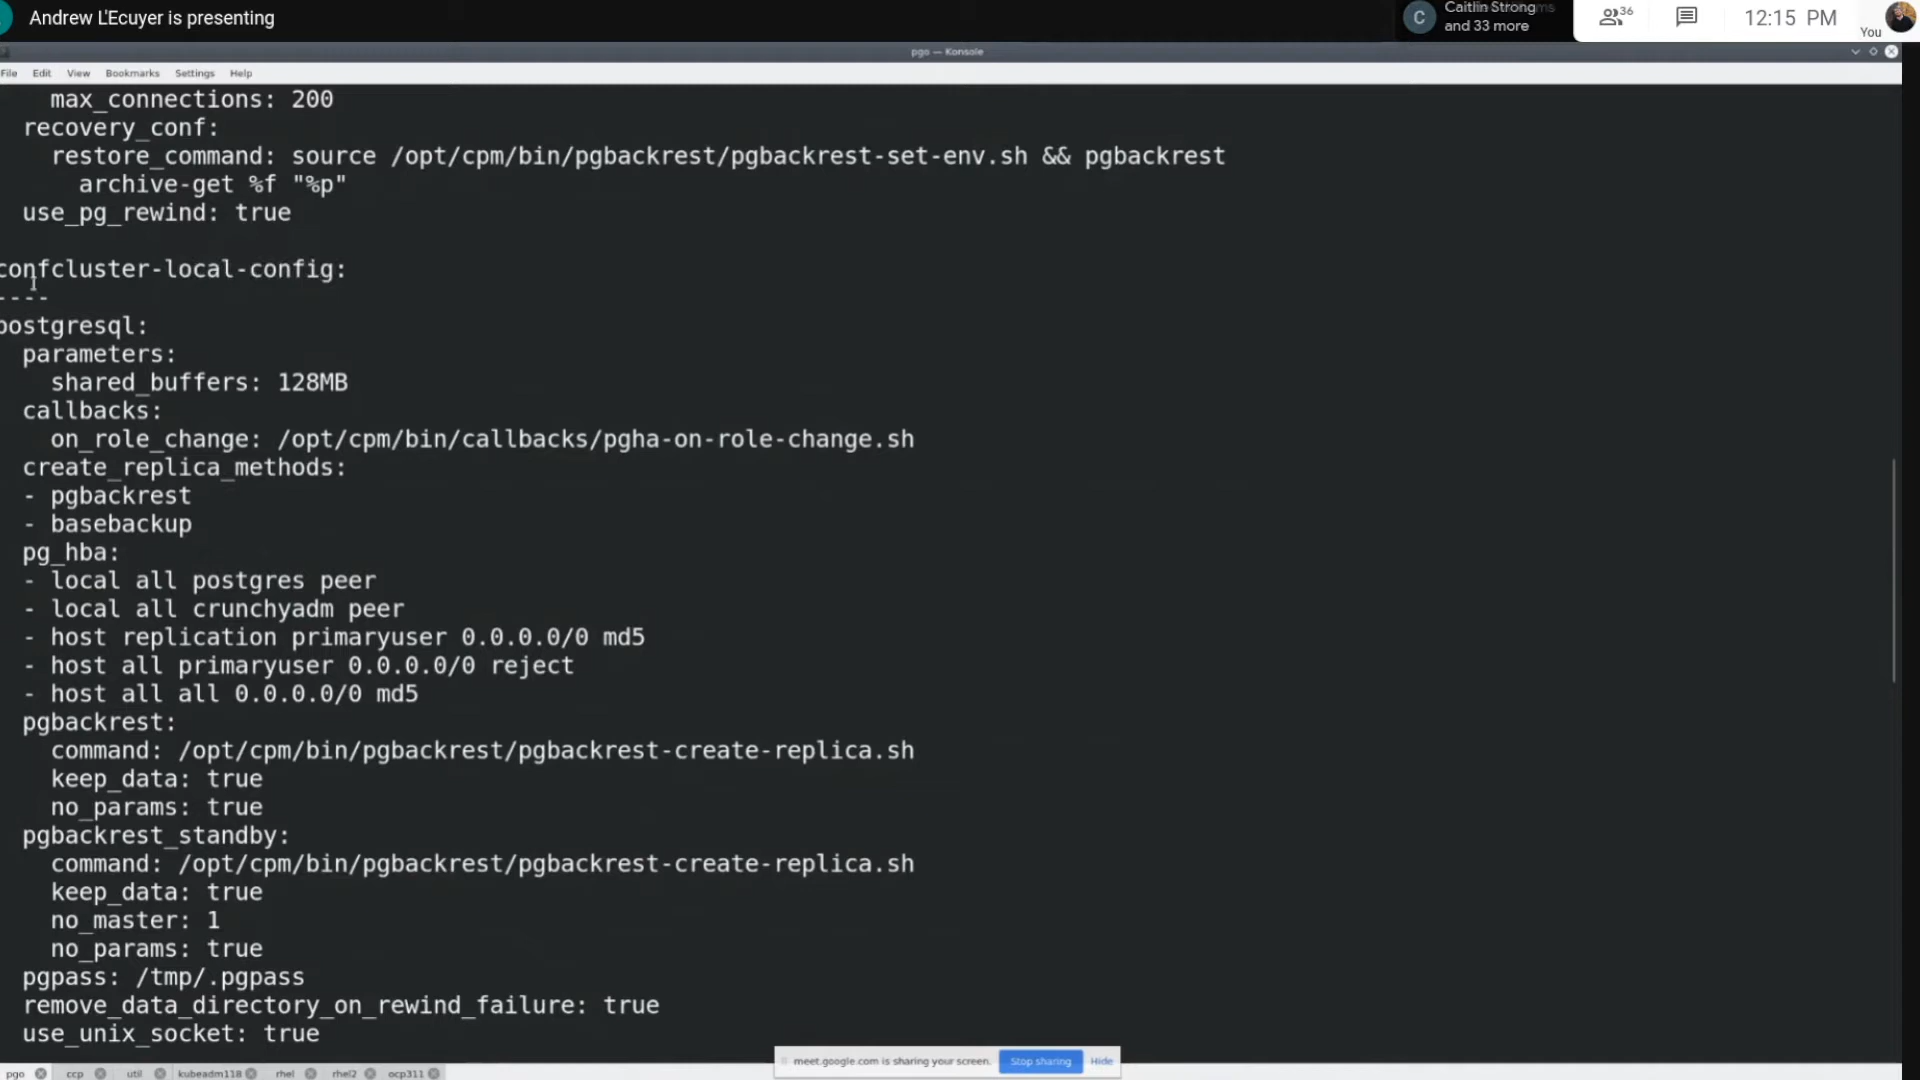 Andrew L'Ecuyer is presenting
C
Caitlin Strong
and 33 more
36
12:15 PM
You
pgo — Konsole
File Edit View Bookmarks Settings Help
max_connections: 200
recovery_conf:
restore_command: source /opt/cpm/bin/pgbackrest/pgbackrest-set-env.sh && pgbackrest
archive-get %f "%p"
use_pg_rewind: true
confcluster-local-config:
----
postgresql:
parameters:
shared_buffers: 128MB
callbacks:
on_role_change: /opt/cpm/bin/callbacks/pgha-on-role-change.sh
create_replica_methods:
- pgbackrest
- basebackup
pg_hba:
- local all postgres peer
- local all crunchyadm peer
- host replication primaryuser 0.0.0.0/0 md5
- host all primaryuser 0.0.0.0/0 reject
- host all all 0.0.0.0/0 md5
pgbackrest:
command: /opt/cpm/bin/pgbackrest/pgbackrest-create-replica.sh
keep_data: true
no_params: true
pgbackrest_standby:
command: /opt/cpm/bin/pgbackrest/pgbackrest-create-replica.sh
keep_data: true
no_master: 1
no_params: true
pgpass: /tmp/.pgpass
remove_data_directory_on_rewind_failure: true
use_unix_socket: true
meet.google.com is sharing your screen. Stop sharing Hide
pgo ccp util kubeadm118 rhel rhel2 ocp311